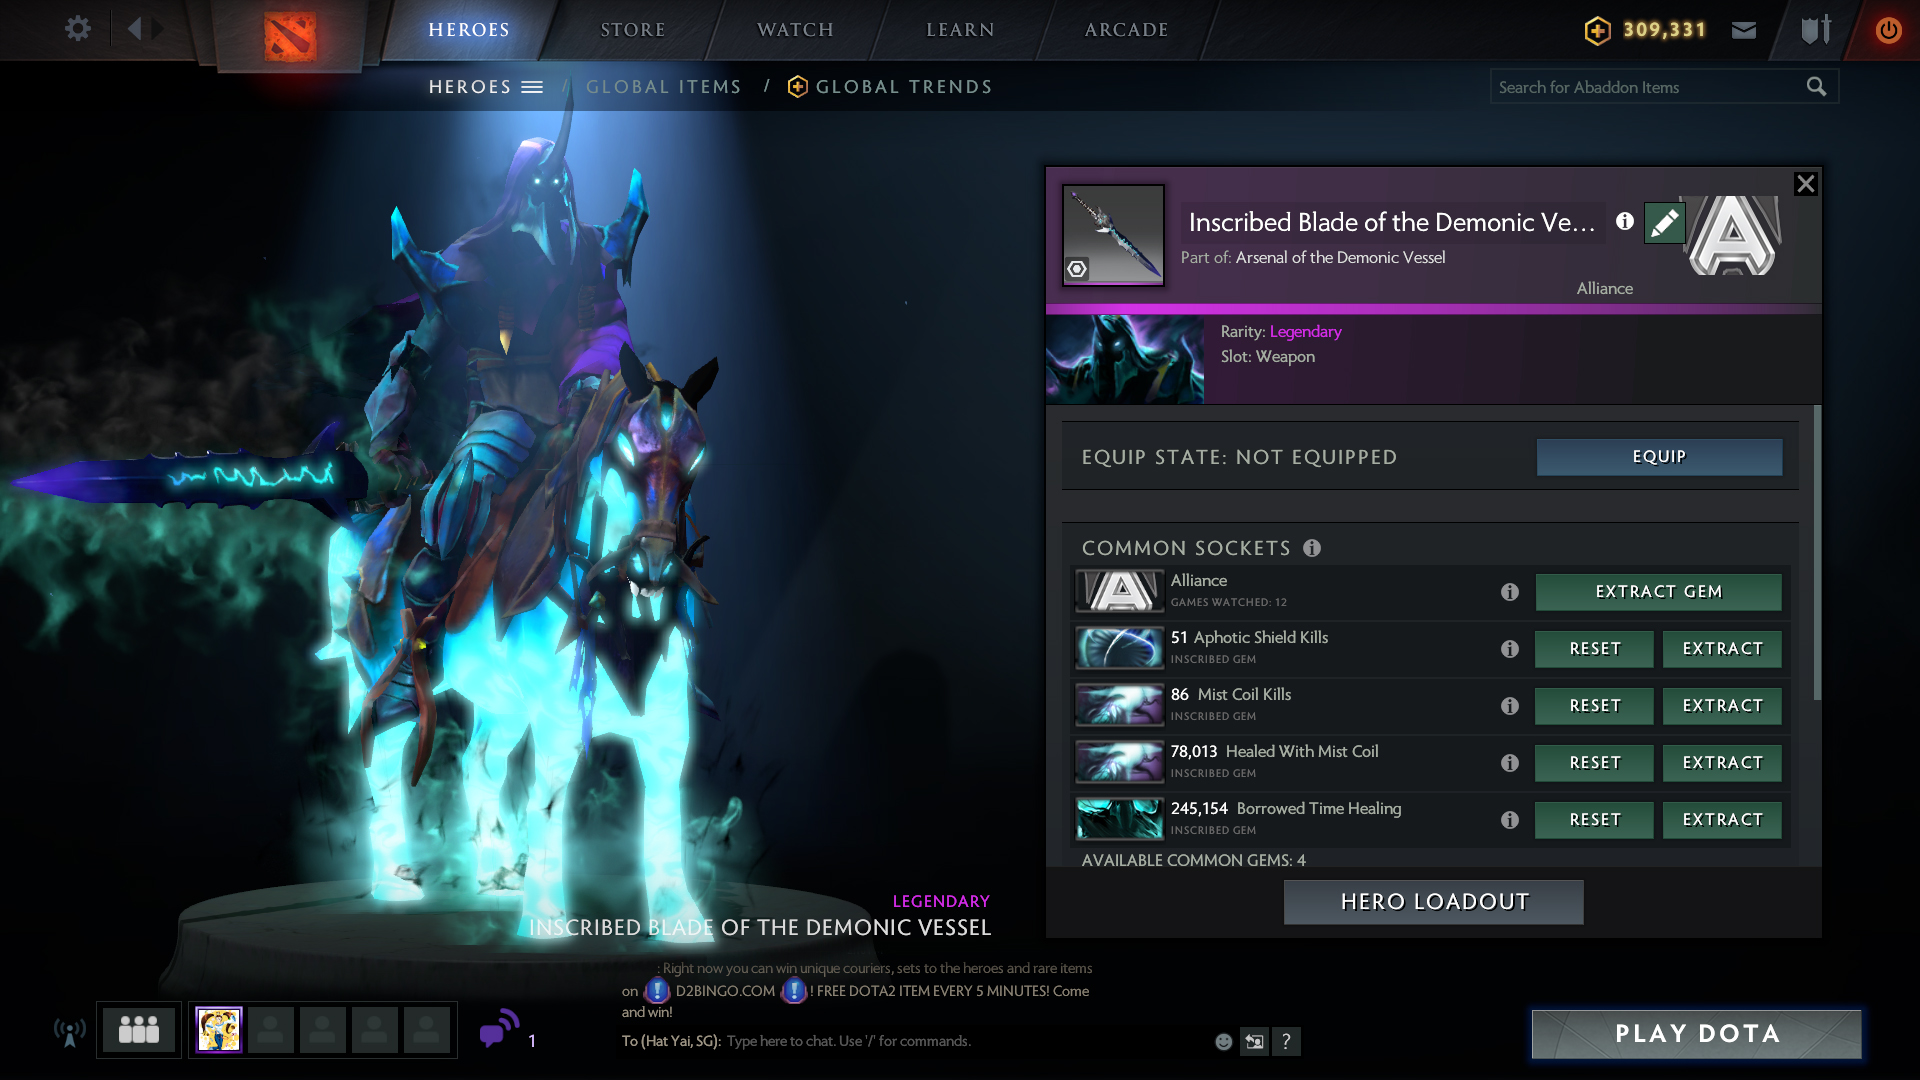 HEROES
STORE
WATCH
LEARN
ARCADE
309,331
HEROES / GLOBAL ITEMS / GLOBAL TRENDS
Search for Abaddon Items
Inscribed Blade of the Demonic Ve...
Part of: Arsenal of the Demonic Vessel
Alliance
Rarity: Legendary
Slot: Weapon
EQUIP STATE: NOT EQUIPPED
EQUIP
COMMON SOCKETS
Alliance
GAMES WATCHED: 12
EXTRACT GEM
51 Aphotic Shield Kills
INSCRIBED GEM
RESET
EXTRACT
86 Mist Coil Kills
INSCRIBED GEM
RESET
EXTRACT
78,013 Healed With Mist Coil
INSCRIBED GEM
RESET
EXTRACT
245,154 Borrowed Time Healing
INSCRIBED GEM
RESET
EXTRACT
AVAILABLE COMMON GEMS: 4
HERO LOADOUT
LEGENDARY
INSCRIBED BLADE OF THE DEMONIC VESSEL
: Right now you can win unique couriers, sets to the heroes and rare items
on D2BINGO.COM ! FREE DOTA2 ITEM EVERY 5 MINUTES! Come
and win!
To (Hat Yai, SG): Type here to chat. Use '/' for commands.
?
1
PLAY DOTA